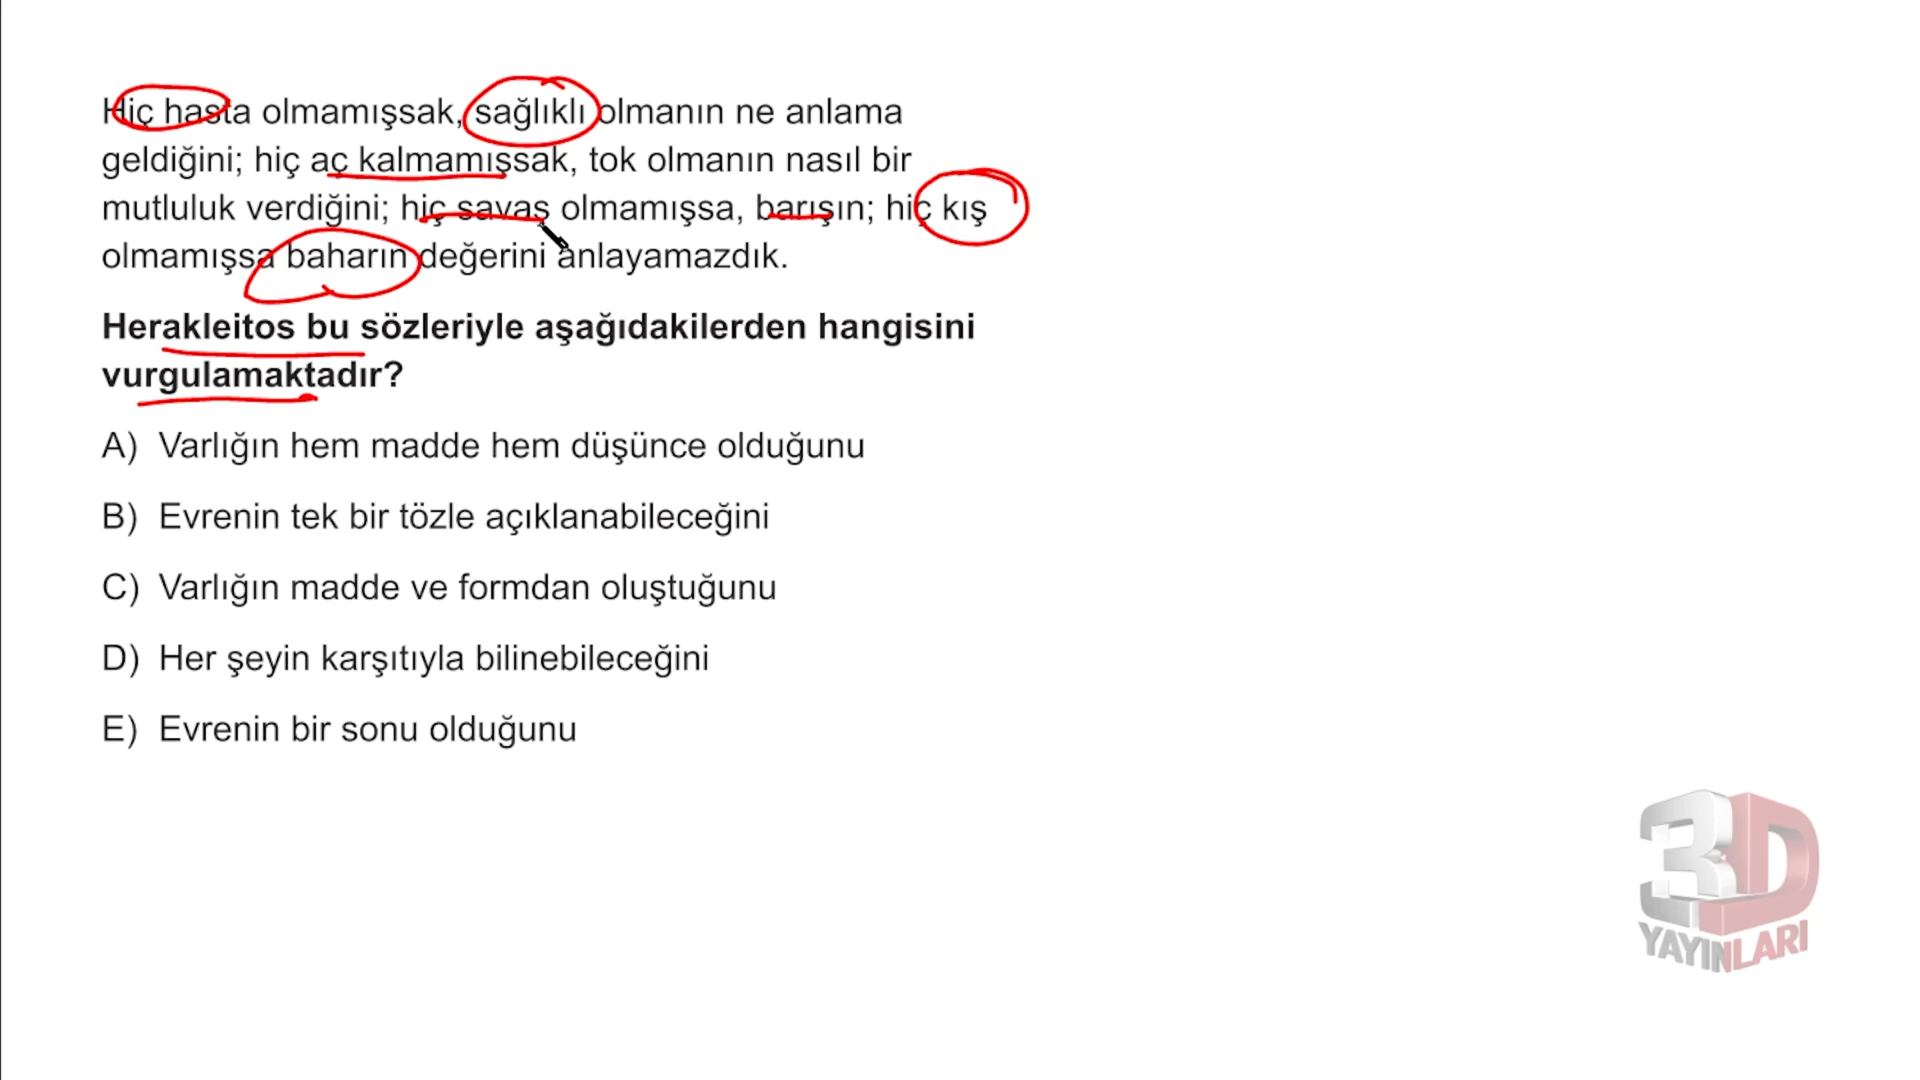 Hiç hasta olmamışsak, sağlıklı olmanın ne anlama
geldiğini; hiç aç kalmamışsak, tok olmanın nasıl bir
mutluluk verdiğini; hiç savaş olmamışsa, barışın; hiç kış
olmamışsa baharın değerini anlayamazdık.
Herakleitos bu sözleriyle aşağıdakilerden hangisini
vurgulamaktadır?
A) Varlığın hem madde hem düşünce olduğunu
B) Evrenin tek bir tözle açıklanabileceğini
C) Varlığın madde ve formdan oluştuğunu
D) Her şeyin karşıtıyla bilinebileceğini
E) Evrenin bir sonu olduğunu
3D
YAYINLARI